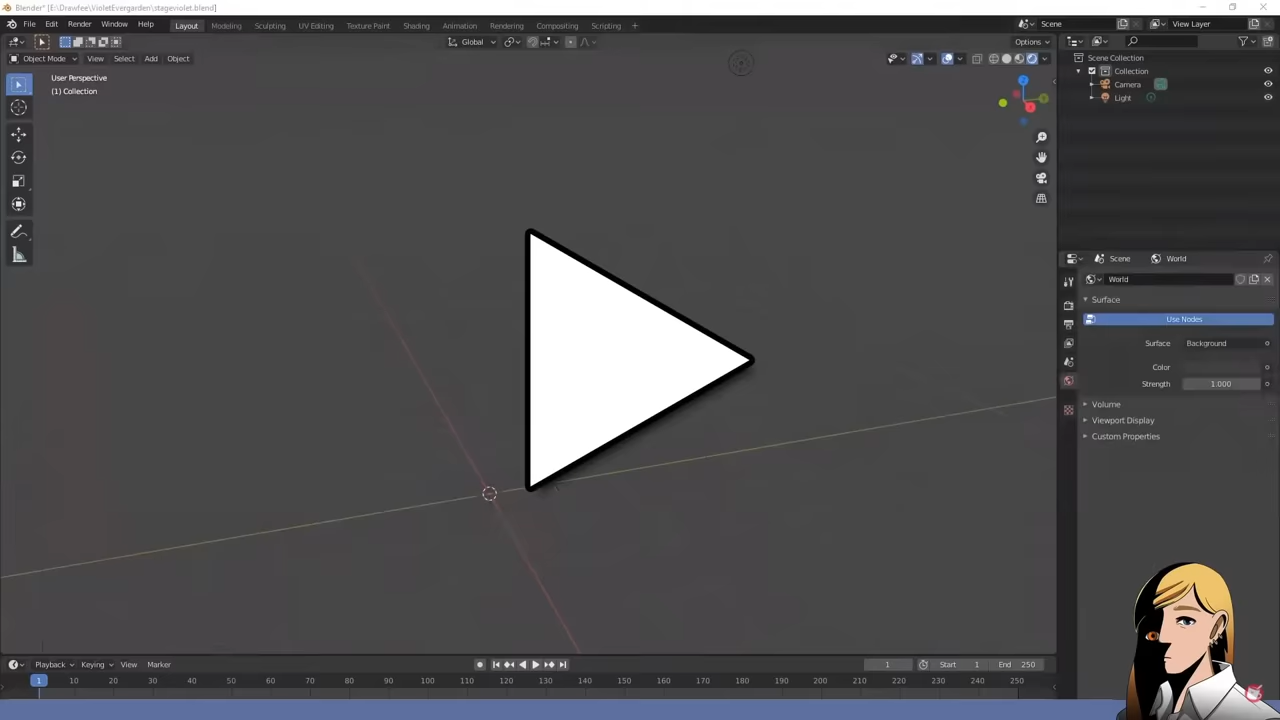 Blender* [E:\Drawfee\VioletEvergarden\stageviolet.blend]
File Edit Render Window Help Layout Modeling Sculpting UV Editing Texture Paint Shading Animation Rendering Compositing Scripting + Scene View Layer
Global Options
Object Mode View Select Add Object
User Perspective
(1) Collection
Scene Collection
Collection
Camera
Light
Scene World
World
Surface
Use Nodes
Surface Background
Color
Strength 1.000
Volume
Viewport Display
Custom Properties
Playback Keying View Marker 1 Start 1 End 250
1 10 20 30 40 50 60 70 80 90 100 110 120 130 140 150 160 170 180 190 200 210 220 230 240 250